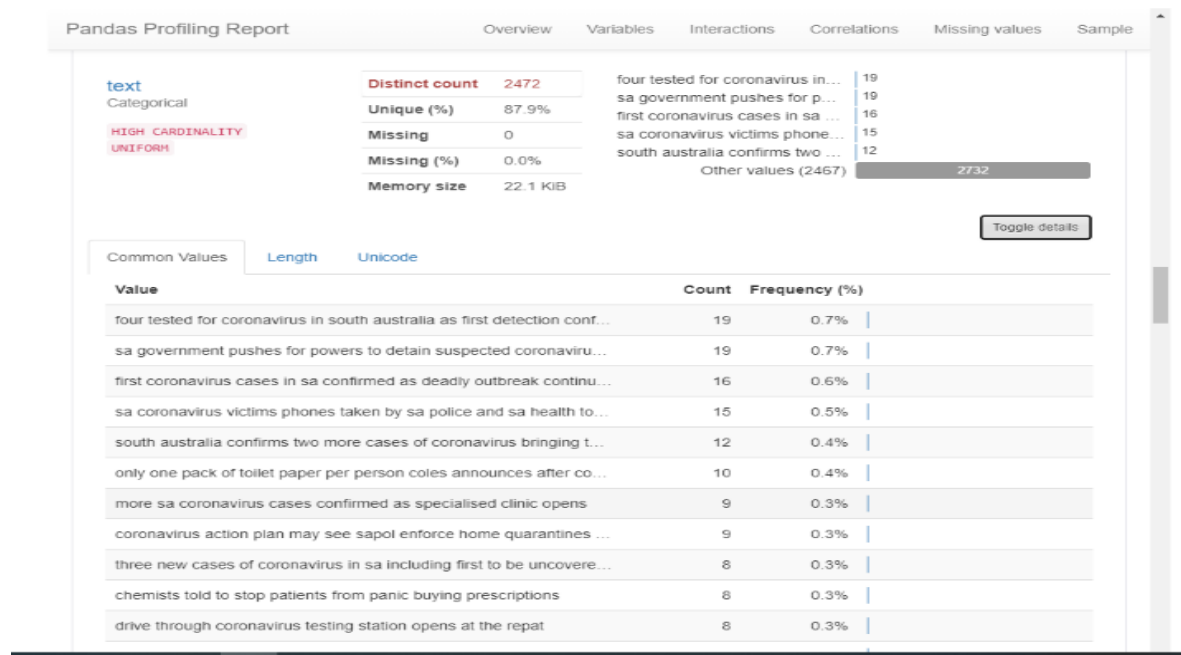 Pandas Profiling Report Overview Variables Interactions Correlations Missing values Sample
text
Categorical
HIGH CARDINALITY
UNIFORM
Distinct count 2472
Unique (%) 87.9%
Missing 0
Missing (%) 0.0%
Memory size 22.1 KiB
four tested for coronavirus in... 19
sa government pushes for p... 19
first coronavirus cases in sa ... 16
sa coronavirus victims phone... 15
south australia confirms two ... 12
Other values (2467) 2732
Toggle details
Common Values Length Unicode
Value Count Frequency (%)
four tested for coronavirus in south australia as first detection conf... 19 0.7%
sa government pushes for powers to detain suspected coronaviru... 19 0.7%
first coronavirus cases in sa confirmed as deadly outbreak continu... 16 0.6%
sa coronavirus victims phones taken by sa police and sa health to... 15 0.5%
south australia confirms two more cases of coronavirus bringing t... 12 0.4%
only one pack of toilet paper per person coles announces after co... 10 0.4%
more sa coronavirus cases confirmed as specialised clinic opens 9 0.3%
coronavirus action plan may see sapol enforce home quarantines ... 9 0.3%
three new cases of coronavirus in sa including first to be uncovere... 8 0.3%
chemists told to stop patients from panic buying prescriptions 8 0.3%
drive through coronavirus testing station opens at the repat 8 0.3%